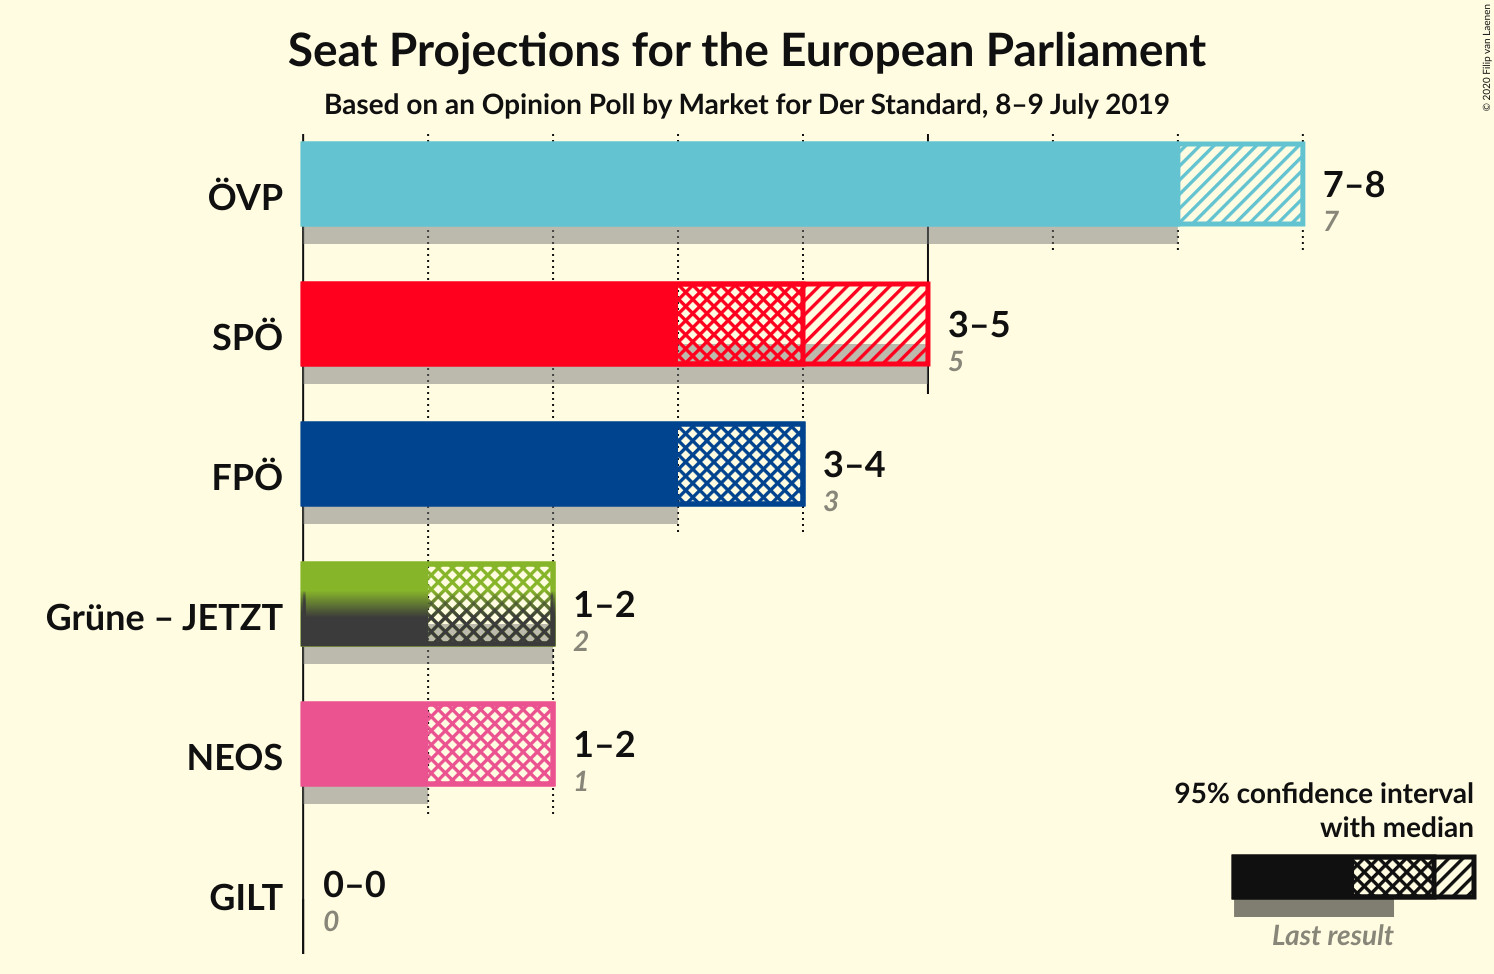 Seat Projections for the European Parliament
Based on an Opinion Poll by Market for Der Standard, 8–9 July 2019
© 2020 Filip van Laenen
ÖVP
7–8
7
SPÖ
3–5
5
FPÖ
3–4
3
Grüne – JETZT
1–2
2
NEOS
1–2
1
GILT
0–0
0
95% confidence interval
with median
Last result